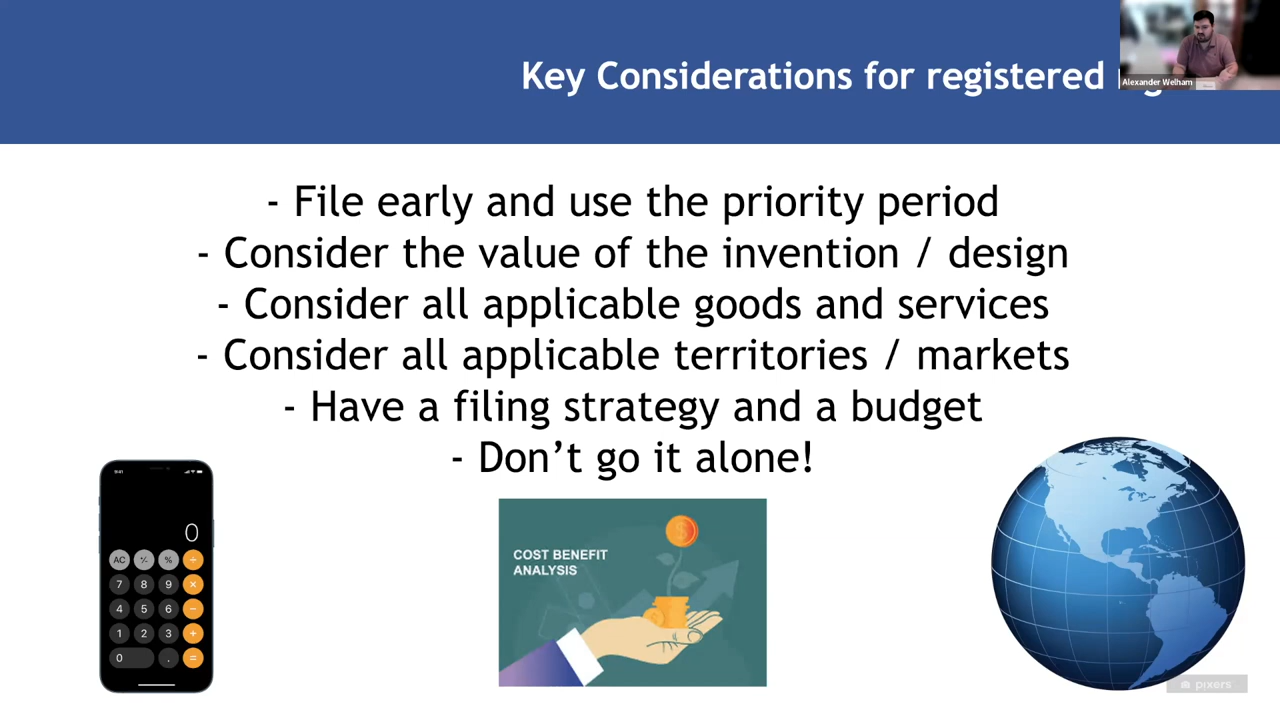 Key Considerations for registered
Alexander Welham
- File early and use the priority period
- Consider the value of the invention / design
- Consider all applicable goods and services
- Consider all applicable territories / markets
- Have a filing strategy and a budget
- Don’t go it alone!
9:41
0
AC +/- % ÷
7 8 9 ×
4 5 6 −
1 2 3 +
0 . =
COST BENEFIT
ANALYSIS
$
pixers